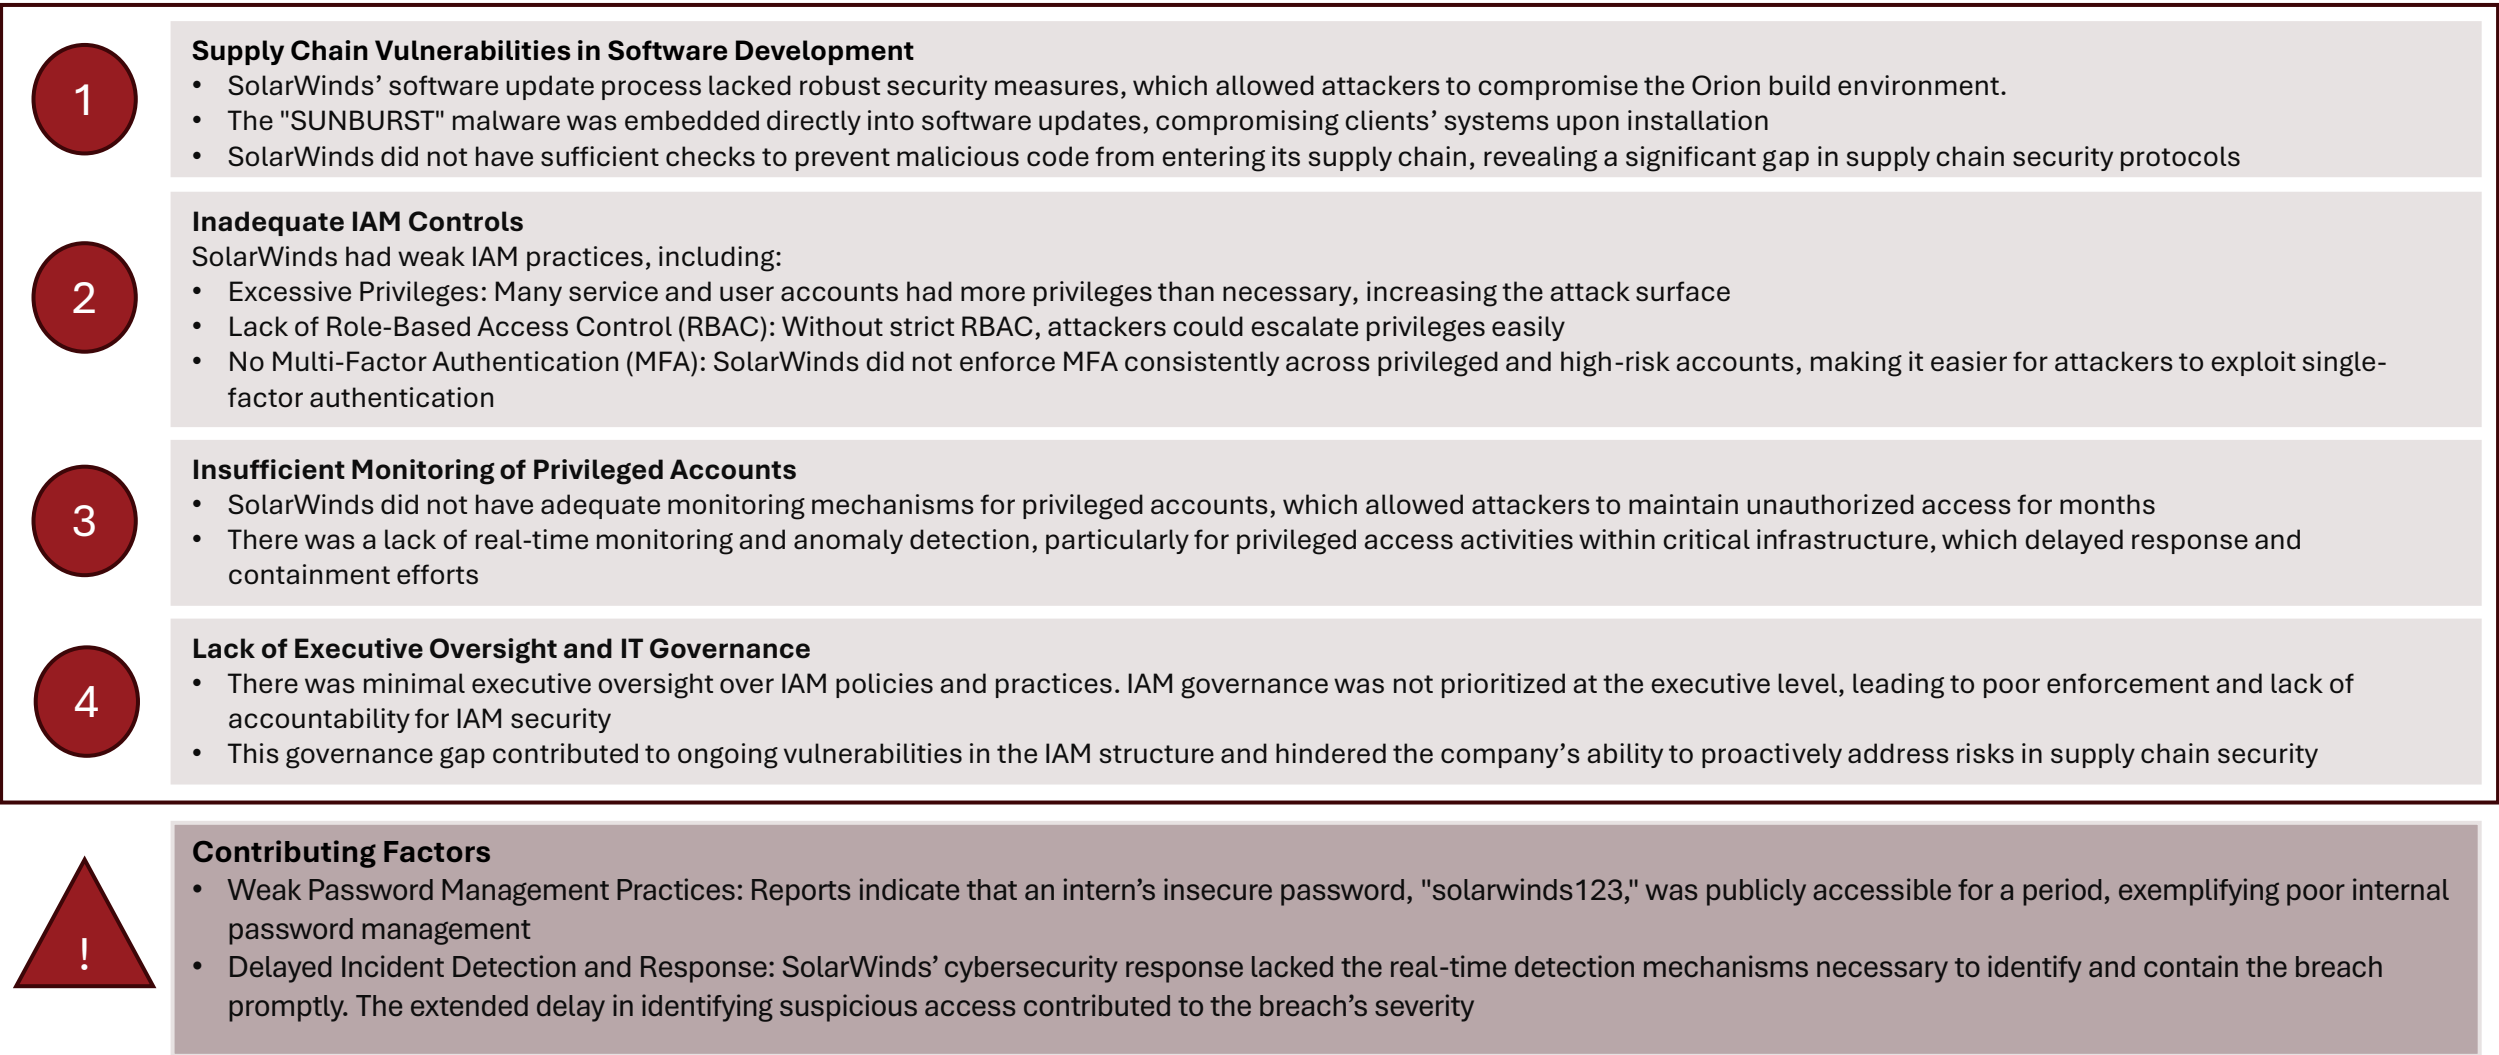 1
Supply Chain Vulnerabilities in Software Development
• SolarWinds’ software update process lacked robust security measures, which allowed attackers to compromise the Orion build environment.
• The "SUNBURST" malware was embedded directly into software updates, compromising clients’ systems upon installation
• SolarWinds did not have sufficient checks to prevent malicious code from entering its supply chain, revealing a significant gap in supply chain security protocols
2
Inadequate IAM Controls
SolarWinds had weak IAM practices, including:
• Excessive Privileges: Many service and user accounts had more privileges than necessary, increasing the attack surface
• Lack of Role-Based Access Control (RBAC): Without strict RBAC, attackers could escalate privileges easily
• No Multi-Factor Authentication (MFA): SolarWinds did not enforce MFA consistently across privileged and high-risk accounts, making it easier for attackers to exploit single-
factor authentication
3
Insufficient Monitoring of Privileged Accounts
• SolarWinds did not have adequate monitoring mechanisms for privileged accounts, which allowed attackers to maintain unauthorized access for months
• There was a lack of real-time monitoring and anomaly detection, particularly for privileged access activities within critical infrastructure, which delayed response and
containment efforts
4
Lack of Executive Oversight and IT Governance
• There was minimal executive oversight over IAM policies and practices. IAM governance was not prioritized at the executive level, leading to poor enforcement and lack of
accountability for IAM security
• This governance gap contributed to ongoing vulnerabilities in the IAM structure and hindered the company’s ability to proactively address risks in supply chain security
!
Contributing Factors
• Weak Password Management Practices: Reports indicate that an intern’s insecure password, "solarwinds123," was publicly accessible for a period, exemplifying poor internal
password management
• Delayed Incident Detection and Response: SolarWinds’ cybersecurity response lacked the real-time detection mechanisms necessary to identify and contain the breach
promptly. The extended delay in identifying suspicious access contributed to the breach’s severity